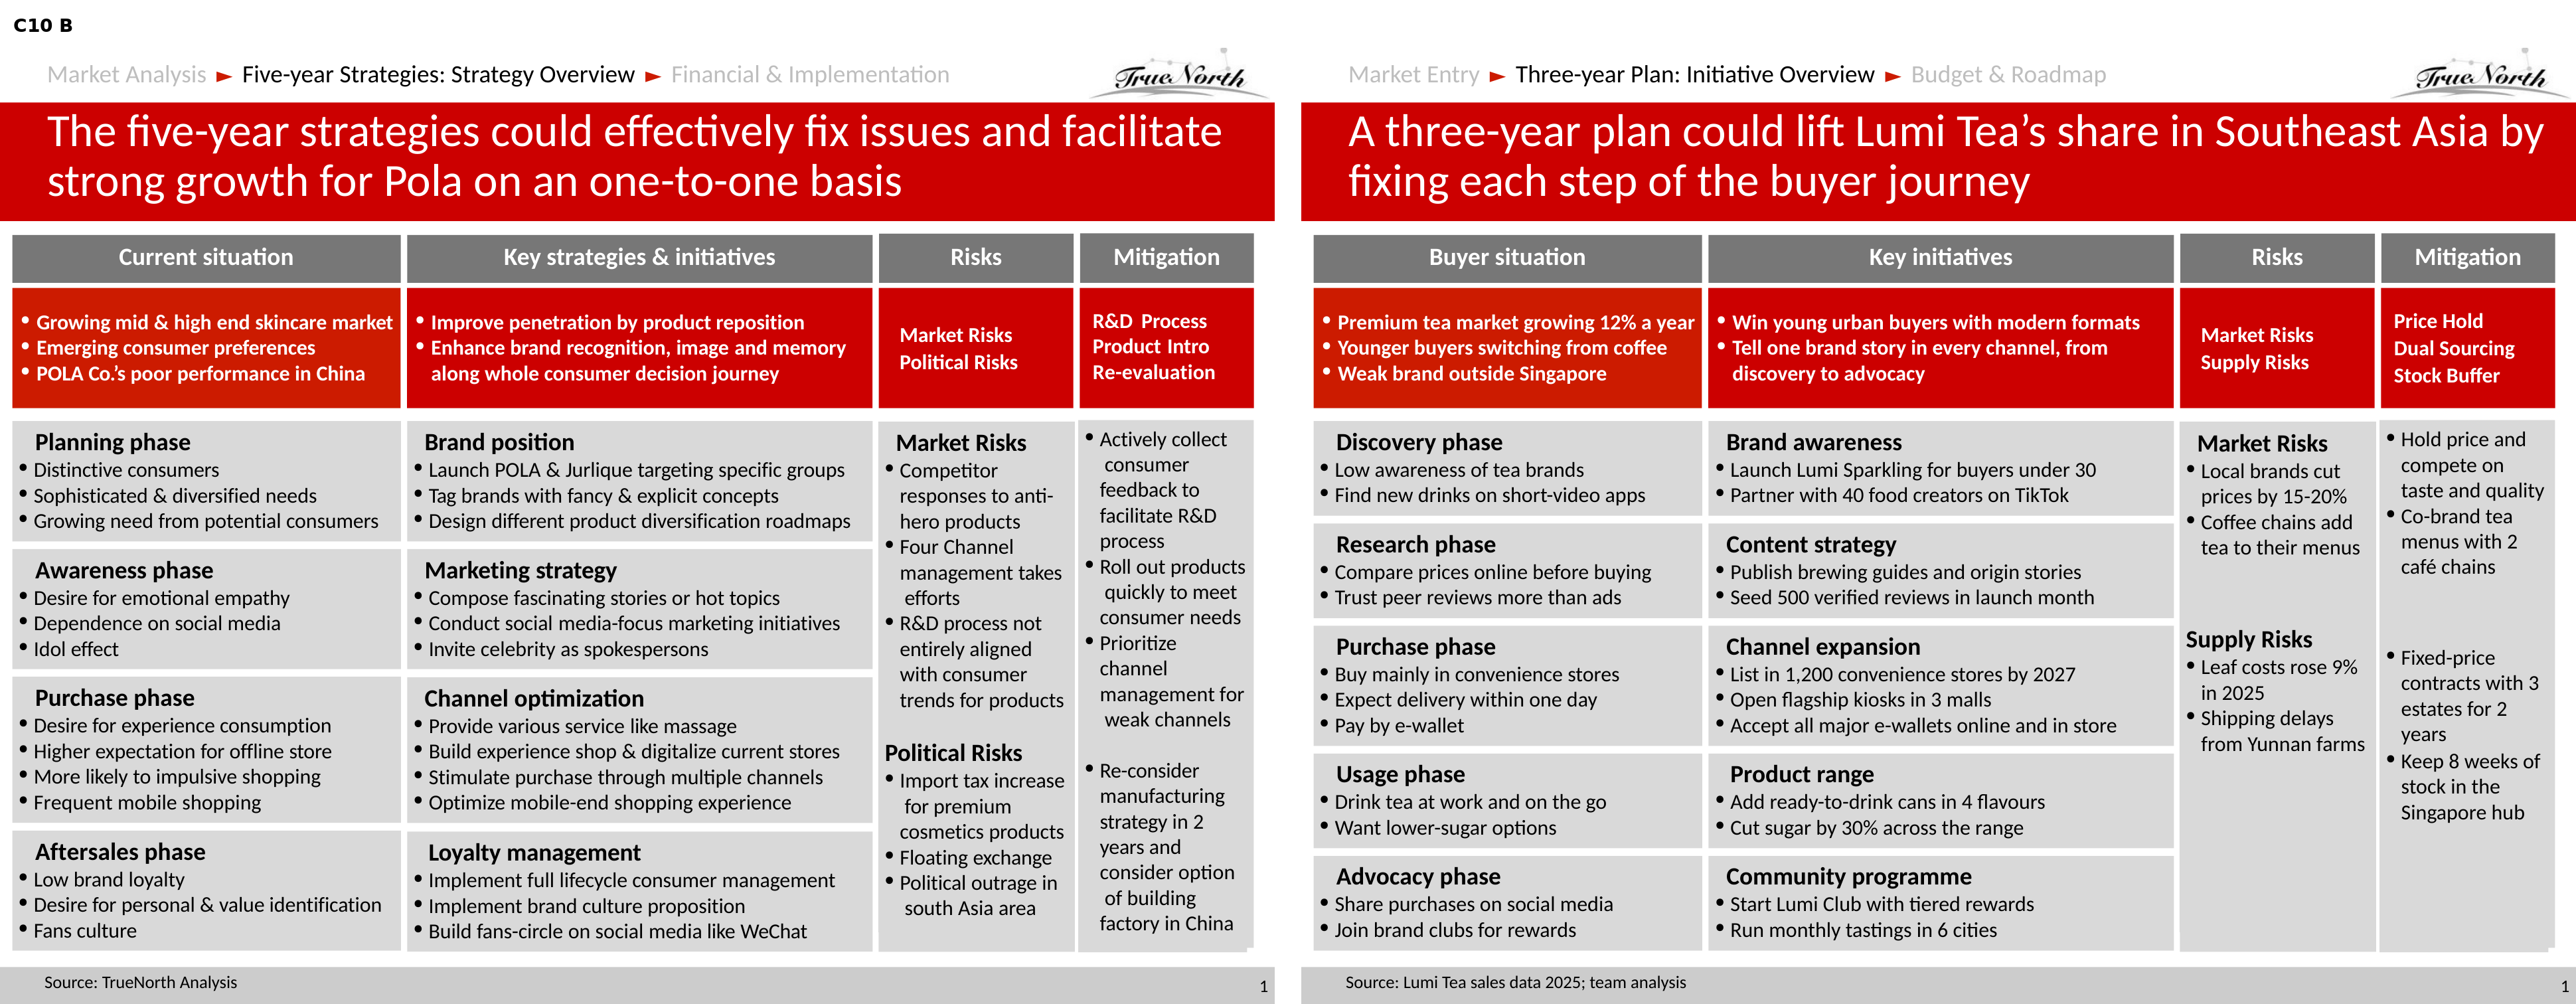 C10 B
Market Analysis ► Five-year Strategies: Strategy Overview ► Financial & Implementation
TrueNorth
The five-year strategies could effectively fix issues and facilitate
strong growth for Pola on an one-to-one basis
Current situation
Key strategies & initiatives
Risks
Mitigation
• Growing mid & high end skincare market
• Emerging consumer preferences
• POLA Co.’s poor performance in China
• Improve penetration by product reposition
• Enhance brand recognition, image and memory
along whole consumer decision journey
Market Risks
Political Risks
R&D Process
Product Intro
Re-evaluation
Planning phase
• Distinctive consumers
• Sophisticated & diversified needs
• Growing need from potential consumers
Brand position
• Launch POLA & Jurlique targeting specific groups
• Tag brands with fancy & explicit concepts
• Design different product diversification roadmaps
Awareness phase
• Desire for emotional empathy
• Dependence on social media
• Idol effect
Marketing strategy
• Compose fascinating stories or hot topics
• Conduct social media-focus marketing initiatives
• Invite celebrity as spokespersons
Purchase phase
• Desire for experience consumption
• Higher expectation for offline store
• More likely to impulsive shopping
• Frequent mobile shopping
Channel optimization
• Provide various service like massage
• Build experience shop & digitalize current stores
• Stimulate purchase through multiple channels
• Optimize mobile-end shopping experience
Aftersales phase
• Low brand loyalty
• Desire for personal & value identification
• Fans culture
Loyalty management
• Implement full lifecycle consumer management
• Implement brand culture proposition
• Build fans-circle on social media like WeChat
Market Risks
• Competitor
responses to anti-
hero products
• Four Channel
management takes
efforts
• R&D process not
entirely aligned
with consumer
trends for products
Political Risks
• Import tax increase
for premium
cosmetics products
• Floating exchange
• Political outrage in
south Asia area
• Actively collect
consumer
feedback to
facilitate R&D
process
• Roll out products
quickly to meet
consumer needs
• Prioritize
channel
management for
weak channels
• Re-consider
manufacturing
strategy in 2
years and
consider option
of building
factory in China
Source: TrueNorth Analysis
1
Market Entry ► Three-year Plan: Initiative Overview ► Budget & Roadmap
TrueNorth
A three-year plan could lift Lumi Tea’s share in Southeast Asia by
fixing each step of the buyer journey
Buyer situation
Key initiatives
Risks
Mitigation
• Premium tea market growing 12% a year
• Younger buyers switching from coffee
• Weak brand outside Singapore
• Win young urban buyers with modern formats
• Tell one brand story in every channel, from
discovery to advocacy
Market Risks
Supply Risks
Price Hold
Dual Sourcing
Stock Buffer
Discovery phase
• Low awareness of tea brands
• Find new drinks on short-video apps
Brand awareness
• Launch Lumi Sparkling for buyers under 30
• Partner with 40 food creators on TikTok
Research phase
• Compare prices online before buying
• Trust peer reviews more than ads
Content strategy
• Publish brewing guides and origin stories
• Seed 500 verified reviews in launch month
Purchase phase
• Buy mainly in convenience stores
• Expect delivery within one day
• Pay by e-wallet
Channel expansion
• List in 1,200 convenience stores by 2027
• Open flagship kiosks in 3 malls
• Accept all major e-wallets online and in store
Usage phase
• Drink tea at work and on the go
• Want lower-sugar options
Product range
• Add ready-to-drink cans in 4 flavours
• Cut sugar by 30% across the range
Advocacy phase
• Share purchases on social media
• Join brand clubs for rewards
Community programme
• Start Lumi Club with tiered rewards
• Run monthly tastings in 6 cities
Market Risks
• Local brands cut
prices by 15-20%
• Coffee chains add
tea to their menus
Supply Risks
• Leaf costs rose 9%
in 2025
• Shipping delays
from Yunnan farms
• Hold price and
compete on
taste and quality
• Co-brand tea
menus with 2
café chains
• Fixed-price
contracts with 3
estates for 2
years
• Keep 8 weeks of
stock in the
Singapore hub
Source: Lumi Tea sales data 2025; team analysis
1